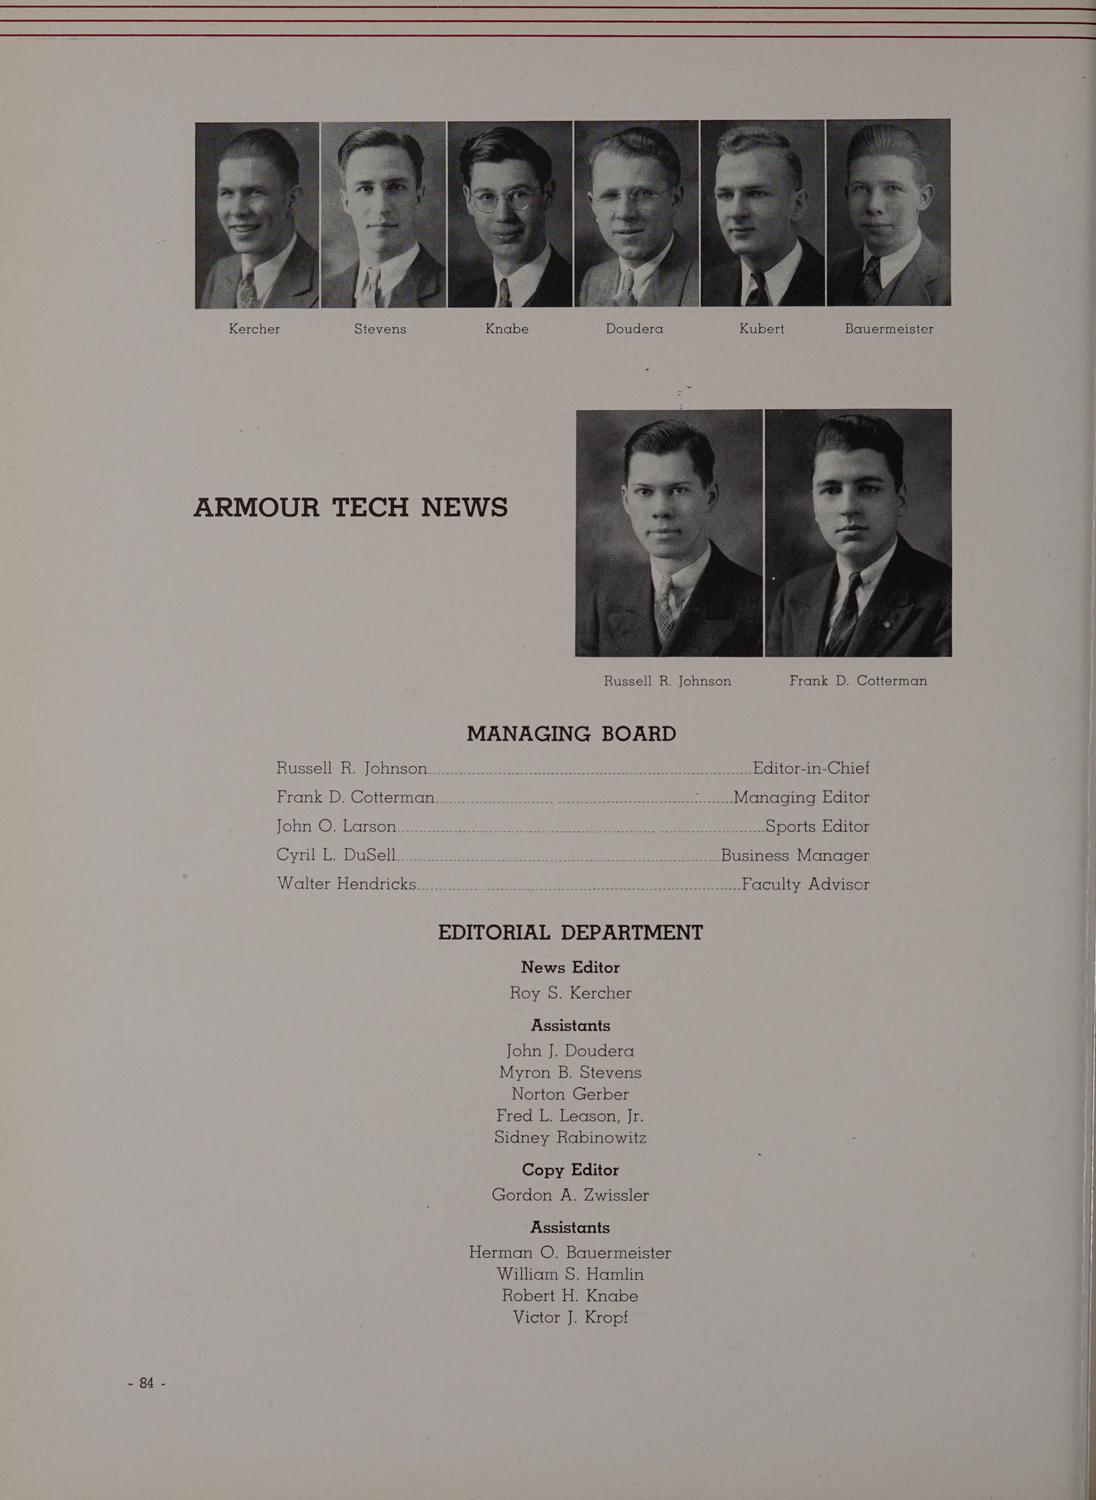 Kercher Stevens Knabe Doudera Kubert Bauermeister
ARMOUR TECH NEWS
Russell R. Johnson Frank D. Cotterman
MANAGING BOARD
Russell R. Johnson Editor-in-Chief
Frank D. Cotterman Managing Editor
John O. Larson Sports Editor
Cyril L. DuSell Business Manager
Walter Hendricks Faculty Advisor
EDITORIAL DEPARTMENT
News Editor
Roy S. Kercher
Assistants
John J. Doudera
Myron B. Stevens
Norton Gerber
Fred L. Leason, Jr.
Sidney Rabinowitz
Copy Editor
Gordon A. Zwissler
Assistants
Herman O. Bauermeister
William S. Hamlin
Robert H. Knabe
Victor J. Kropf
- 84 -